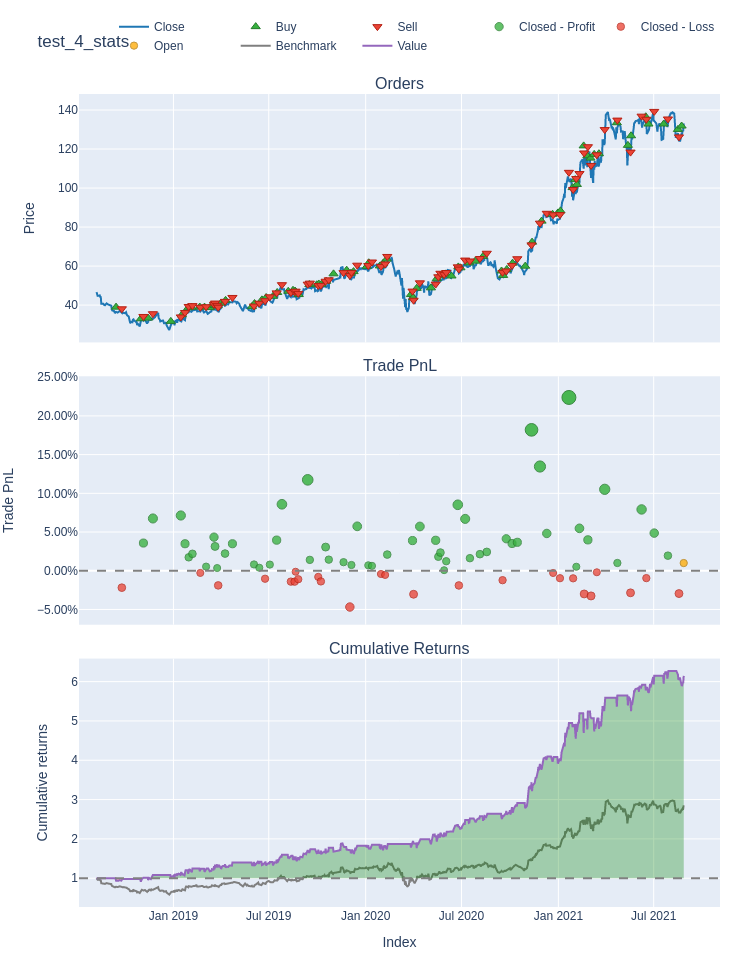 test_4_stats
Close
Buy
Sell
Closed - Profit
Closed - Loss
Open
Benchmark
Value
Orders
140
120
100
80
60
40
Price
Trade PnL
25.00%
20.00%
15.00%
10.00%
5.00%
0.00%
−5.00%
Trade PnL
Cumulative Returns
6
5
4
3
2
1
Cumulative returns
Jan 2019
Jul 2019
Jan 2020
Jul 2020
Jan 2021
Jul 2021
Index